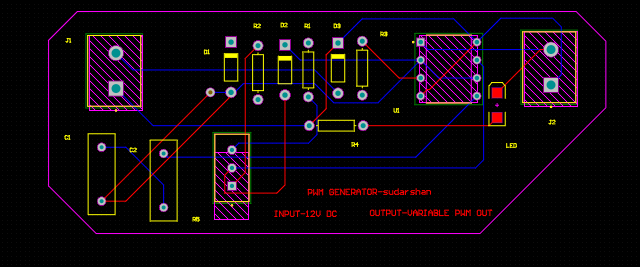 J1
D1
R2
D2
R1
D3
R3
U1
J2
C1
C2
R4
LED
R5
PWM GENERATOR-sudarshan
INPUT-12V DC
OUTPUT-VARIABLE PWM OUT